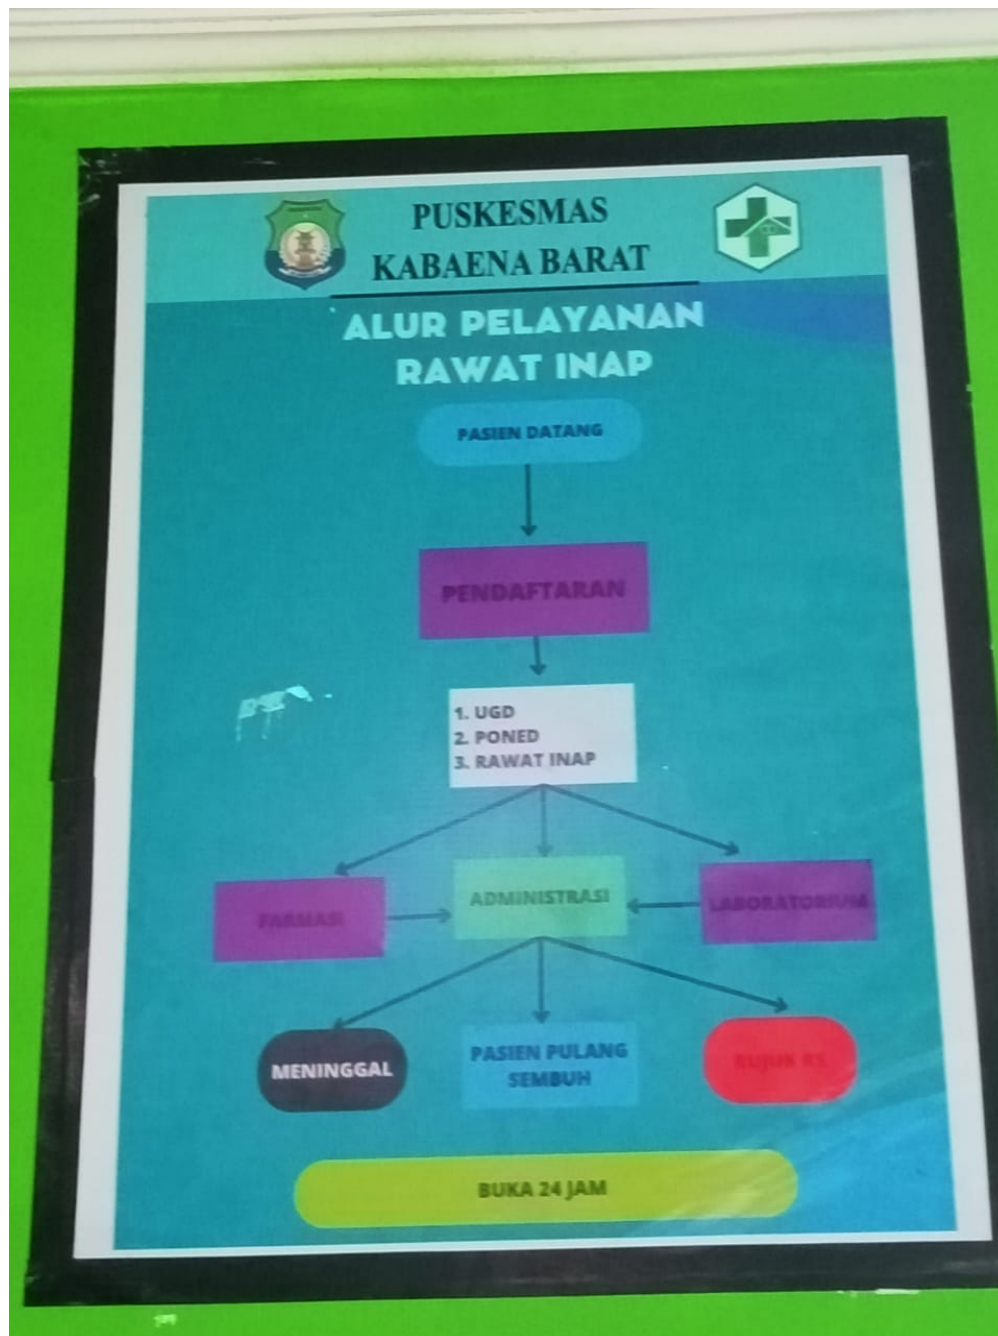 PUSKESMAS
KABAENA BARAT
ALUR PELAYANAN
RAWAT INAP
PASIEN DATANG
PENDAFTARAN
1. UGD
2. PONED
3. RAWAT INAP
FARMASI
ADMINISTRASI
LABORATORIUM
MENINGGAL
PASIEN PULANG
SEMBUH
RUJUK RS
BUKA 24 JAM